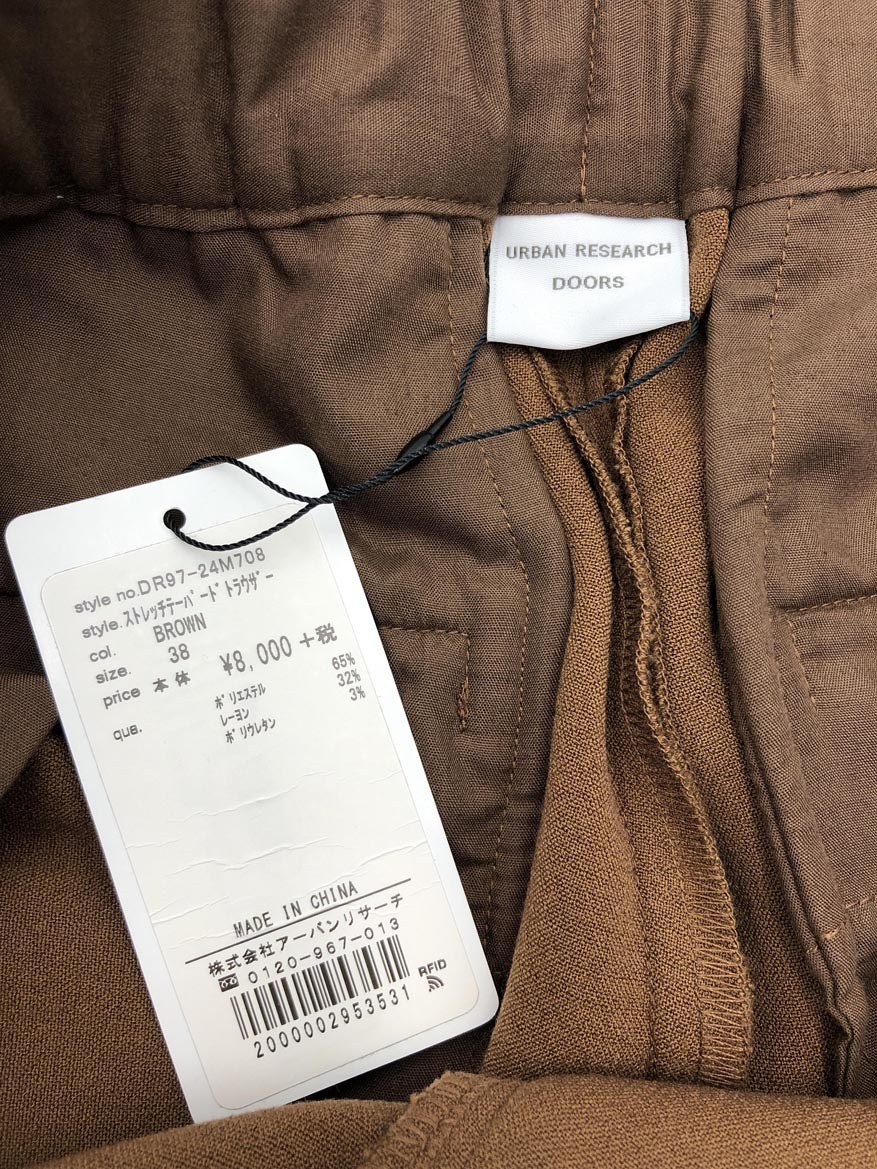 URBAN RESEARCH
DOORS
style no.DR97-24M708
style.ストレッチテーパード トラウザー
col. BROWN
size. 38
price 本体 ¥8,000 +税
qua. ポリエステル 65%
レーヨン 32%
ポリウレタン 3%
MADE IN CHINA
株式会社アーバンリサーチ
0120-967-013
RFID
2000002953531